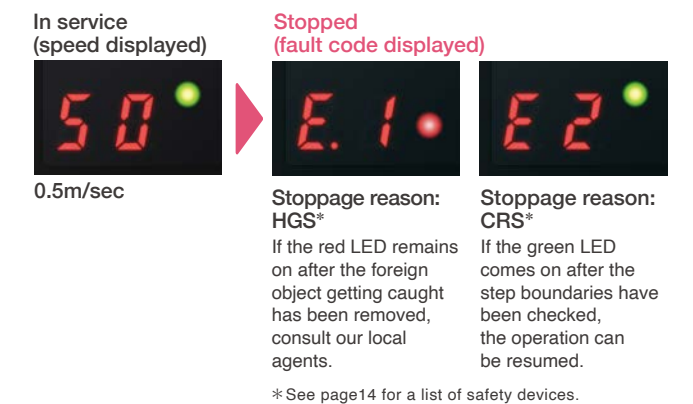 In service
(speed displayed)
Stopped
(fault code displayed)
50
E. 1
E 2
0.5m/sec
Stoppage reason:
HGS*
If the red LED remains
on after the foreign
object getting caught
has been removed,
consult our local
agents.
Stoppage reason:
CRS*
If the green LED
comes on after the
step boundaries have
been checked,
the operation can
be resumed.
*See page14 for a list of safety devices.